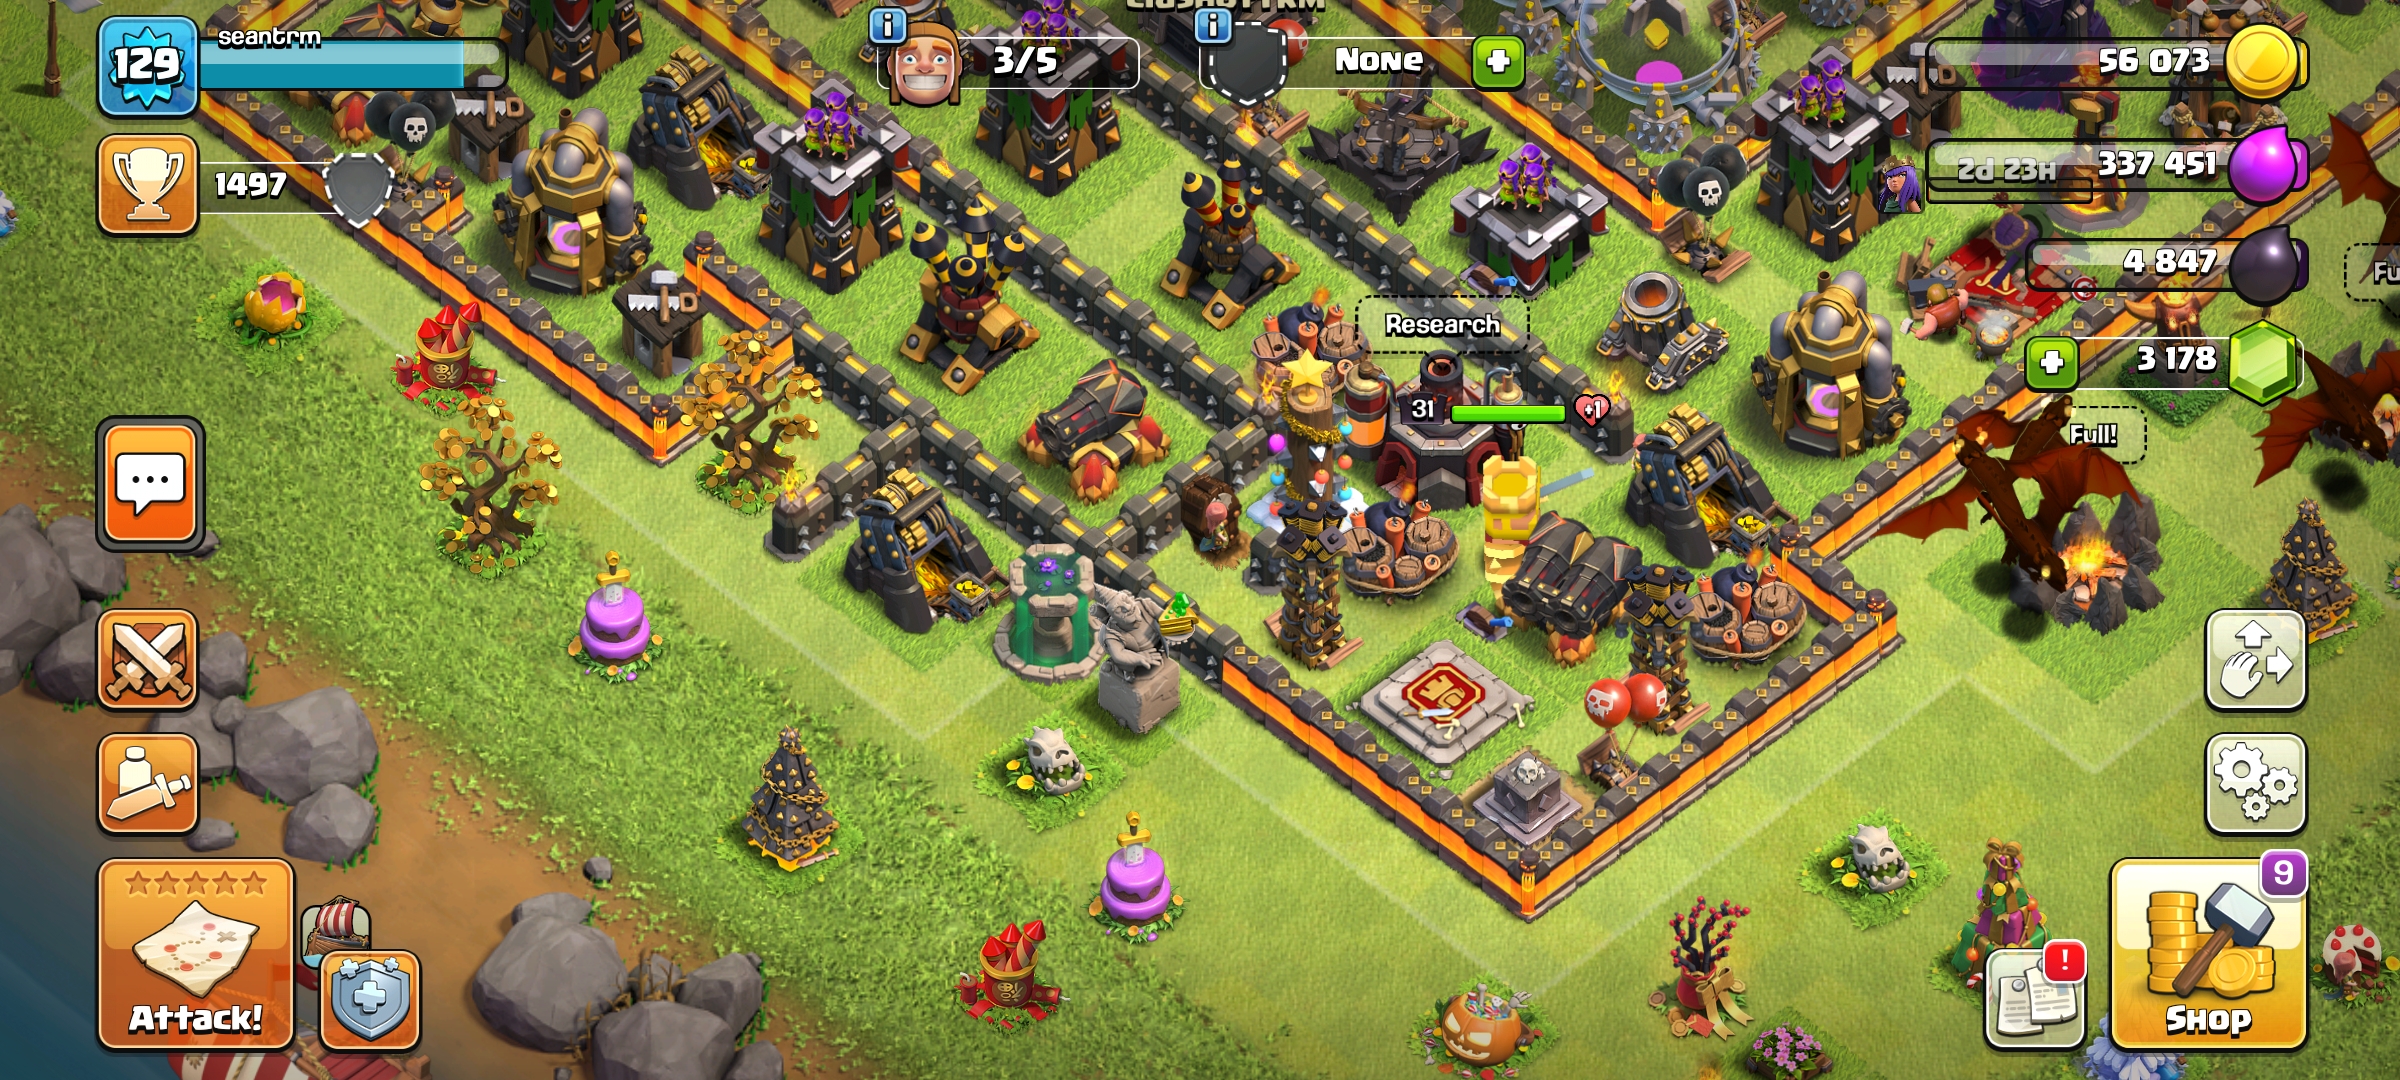 129
seantrm
3/5
None
56 073
1497
2d 23h
337 451
4 847
Research
3 178
31
+1
Full!
9
Attack!
!
Shop